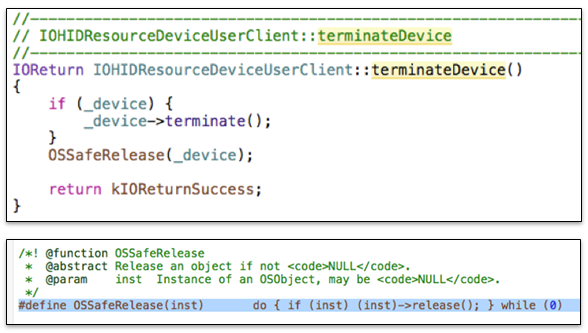 //----------------------------------------------------------------
// IOHIDResourceDeviceUserClient::terminateDevice
//----------------------------------------------------------------
IOReturn IOHIDResourceDeviceUserClient::terminateDevice()
{
    if (_device) {
        _device->terminate();
    }
    OSSafeRelease(_device);
    return kIOReturnSuccess;
}
/*! @function OSSafeRelease
 *  @abstract Release an object if not <code>NULL</code>.
 *  @param    inst  Instance of an OSObject, may be <code>NULL</code>.
 */
#define OSSafeRelease(inst)       do { if (inst) (inst)->release(); } while (0)